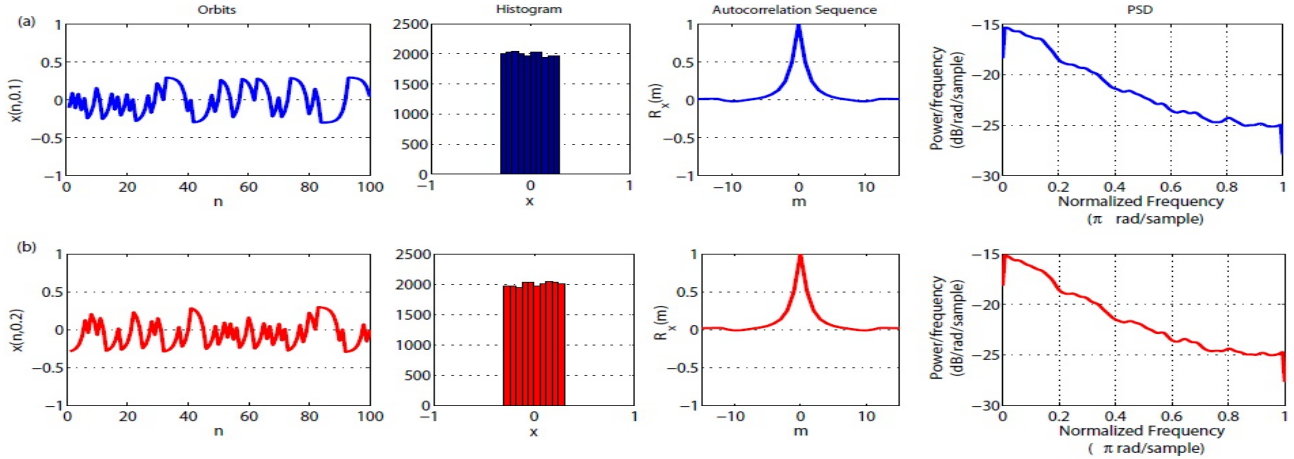 Orbits Histogram Autocorrelation Sequence PSD
(a)
x(n,0.1)
1
0.5
0
−0.5
−1
0 20 40 60 80 100
n
2500
2000
1500
1000
500
0
−1 0 1
x
R_x(m)
1
0.5
0
−0.5
−1
−10 0 10
m
Power/frequency
(dB/rad/sample)
−15
−20
−25
−30
0 0.2 0.4 0.6 0.8 1
Normalized Frequency
(π rad/sample)
(b)
x(n,0.2)
1
0.5
0
−0.5
−1
0 20 40 60 80 100
n
2500
2000
1500
1000
500
0
−1 0 1
x
R_x(m)
1
0.5
0
−0.5
−1
−10 0 10
m
Power/frequency
(dB/rad/sample)
−15
−20
−25
−30
0 0.2 0.4 0.6 0.8 1
Normalized Frequency
( π rad/sample)